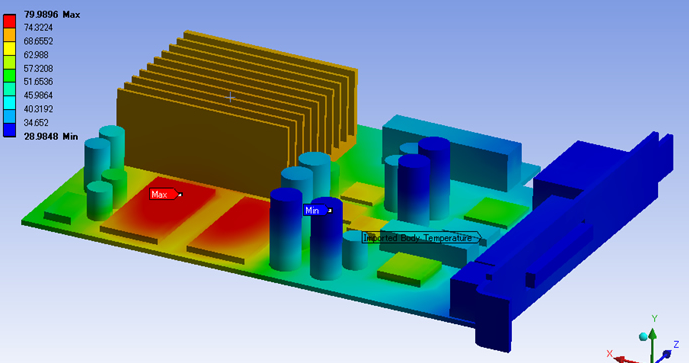 79.9896 Max
74.3224
68.6552
62.988
57.3208
51.6536
45.9864
40.3192
34.652
28.9848 Min
Max
Min
Imported Body Temperature
Y
Z
X